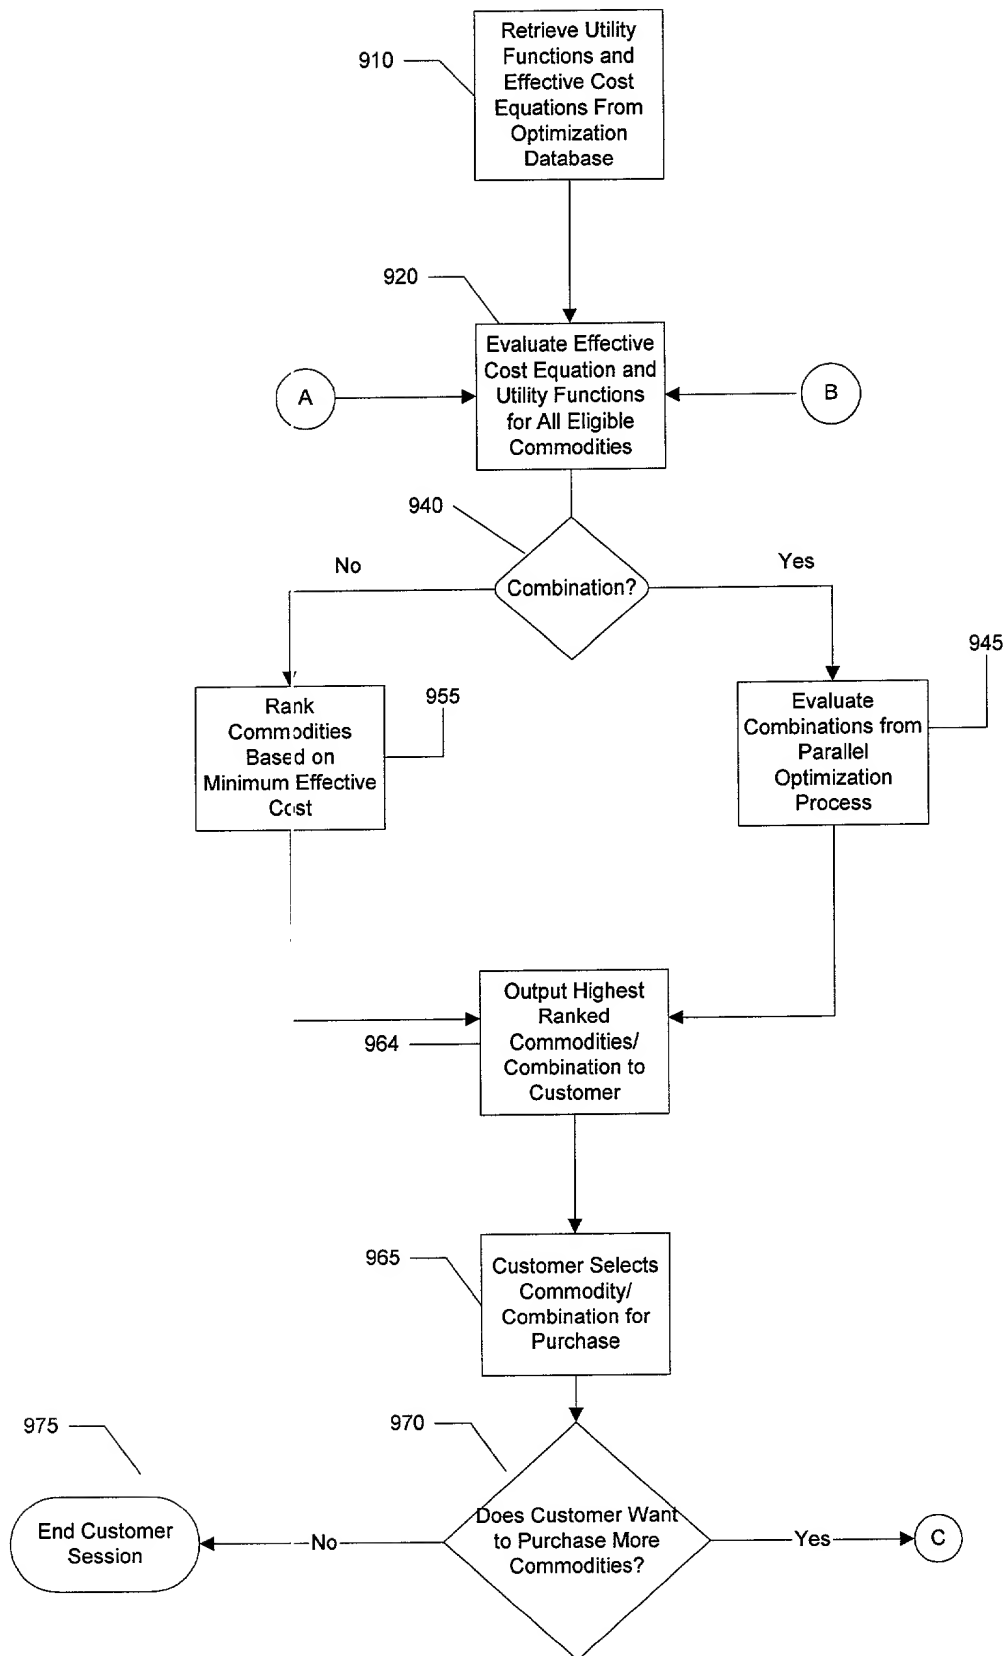 910
Retrieve Utility
Functions and
Effective Cost
Equations From
Optimization
Database
920
Evaluate Effective
Cost Equation and
Utility Functions
for All Eligible
Commodities
A
B
940
Combination?
No
Yes
955
Rank
Commodities
Based on
Minimum Effective
Cost
945
Evaluate
Combinations from
Parallel
Optimization
Process
964
Output Highest
Ranked
Commodities/
Combination to
Customer
965
Customer Selects
Commodity/
Combination for
Purchase
975
970
End Customer
Session
No
Does Customer Want
to Purchase More
Commodities?
Yes
C